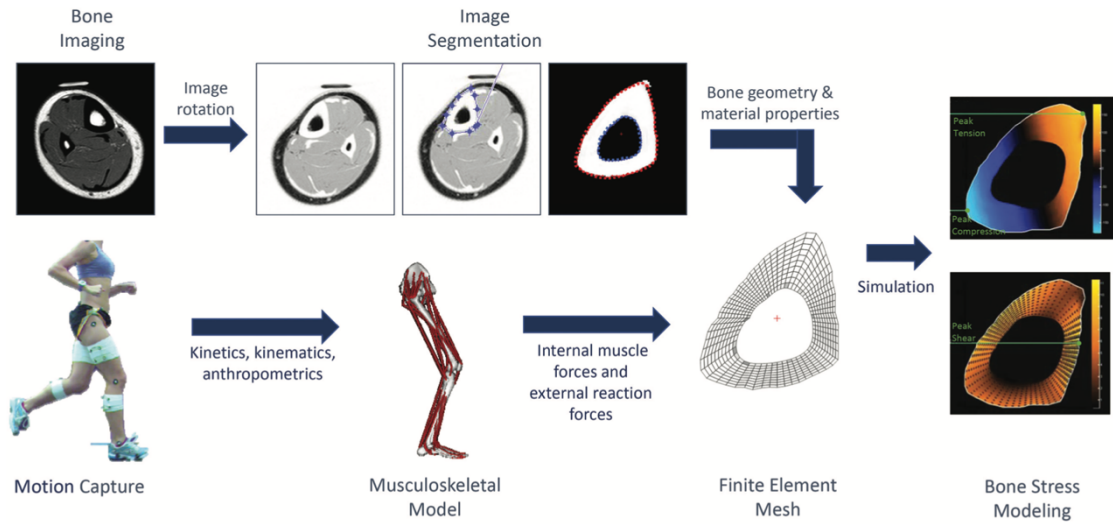 Bone
Imaging
Image
Segmentation
Image
rotation
Bone geometry &
material properties
Peak
Tension
Peak
Compression
Simulation
Peak
Shear
Kinetics, kinematics,
anthropometrics
Internal muscle
forces and
external reaction
forces
Motion Capture
Musculoskeletal
Model
Finite Element
Mesh
Bone Stress
Modeling